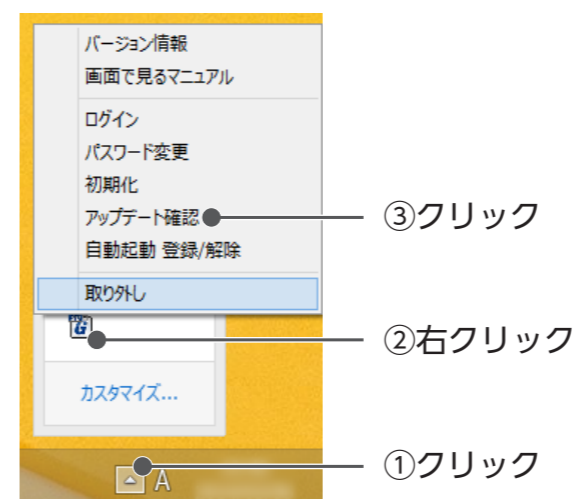 バージョン情報
画面で見るマニュアル
ログイン
パスワード変更
初期化
アップデート確認
③クリック
自動起動 登録/解除
取り外し
G
②右クリック
カスタマイズ...
A
①クリック